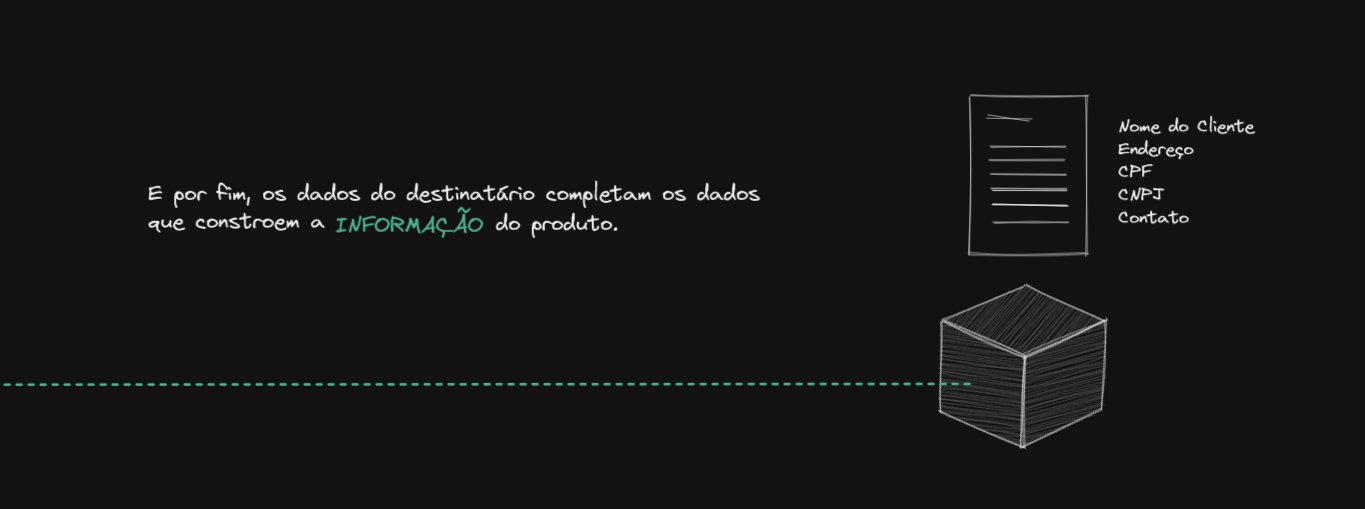 E por fim, os dados do destinatário completam os dados
que constroem a INFORMAÇÃO do produto.
Nome do Cliente
Endereço
CPF
CNPJ
Contato